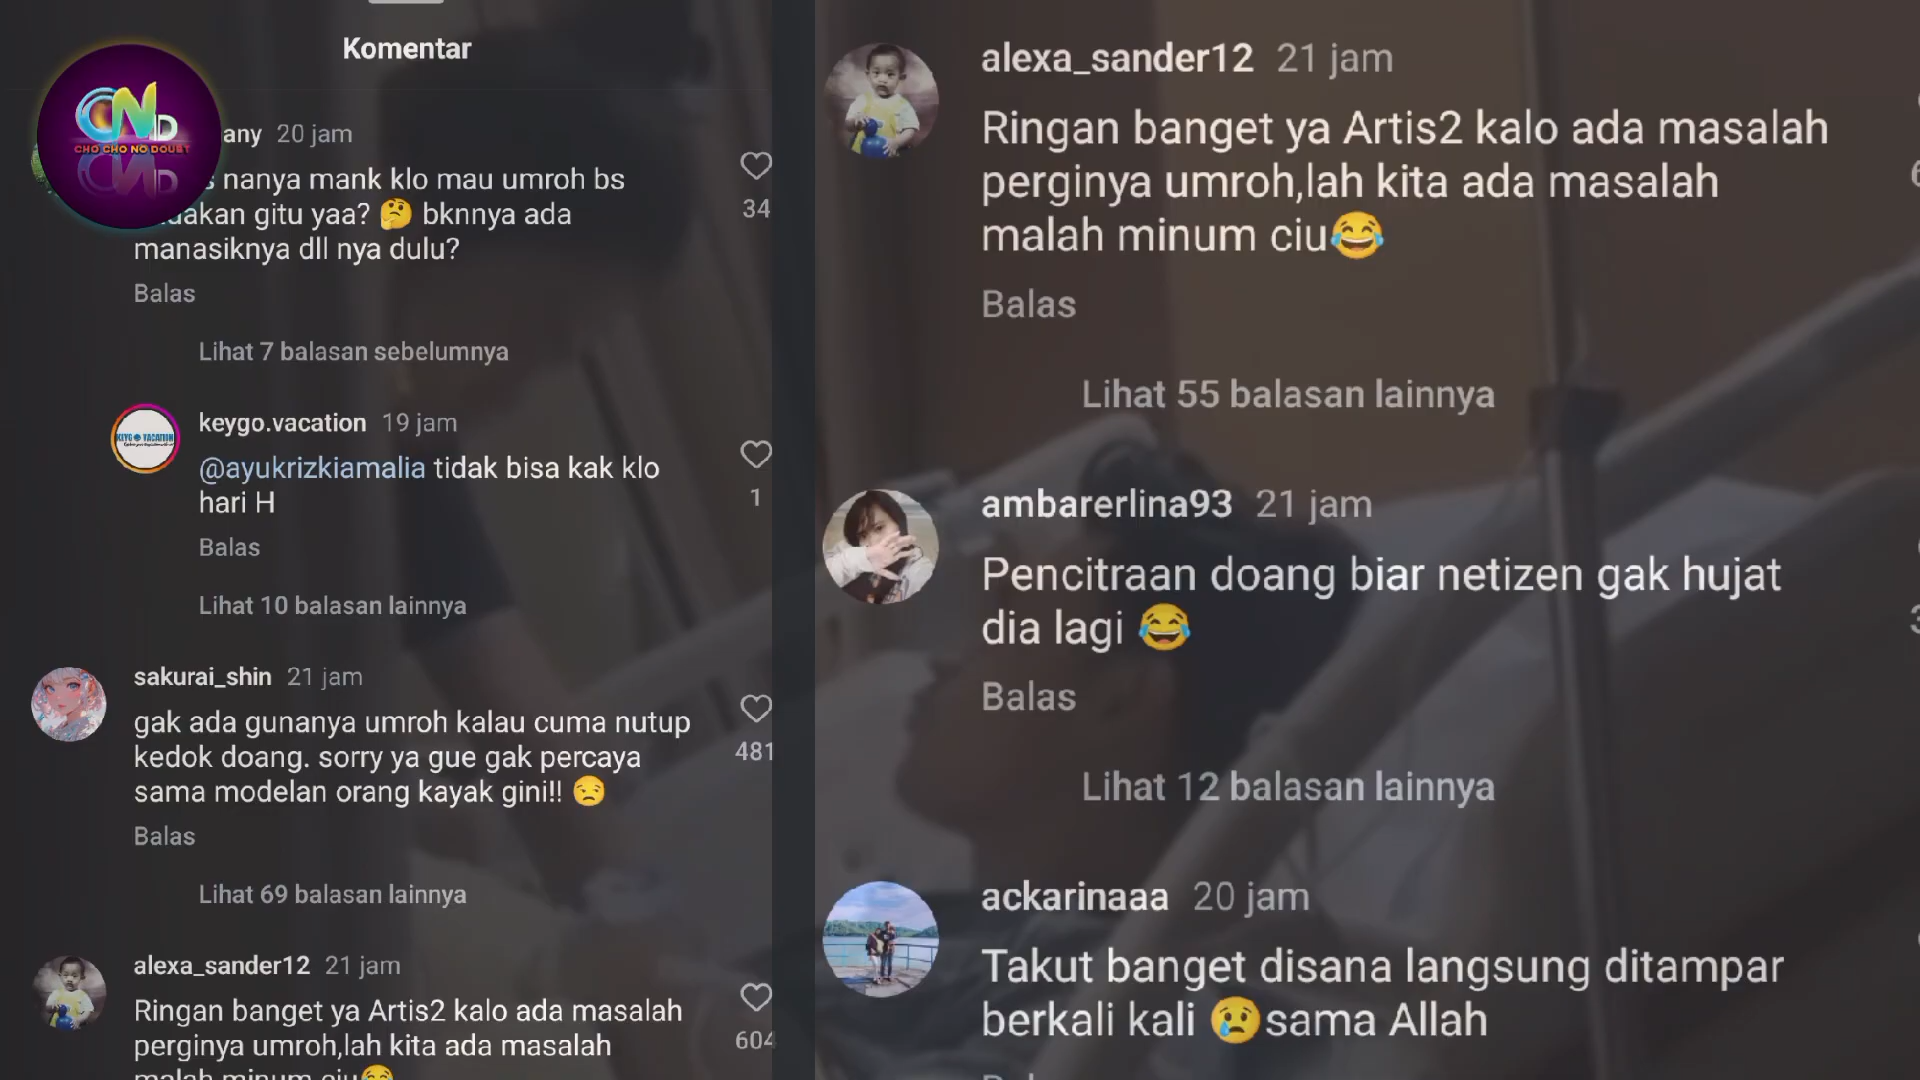 Komentar
CND
CHO CHO NO DOUBT
any 20 jam
nanya mank klo mau umroh bs
gitu yaa? 🤔 bknnya ada
manasiknya dll nya dulu?
34
Balas
Lihat 7 balasan sebelumnya
KEYGO VACATION
keygo.vacation 19 jam
@ayukrizkiamalia tidak bisa kak klo
hari H
1
Balas
Lihat 10 balasan lainnya
sakurai_shin 21 jam
gak ada gunanya umroh kalau cuma nutup
kedok doang. sorry ya gue gak percaya
sama modelan orang kayak gini!! 😒
481
Balas
Lihat 69 balasan lainnya
alexa_sander12 21 jam
Ringan banget ya Artis2 kalo ada masalah
perginya umroh,lah kita ada masalah
malah minum ciu😂
604
alexa_sander12 21 jam
Ringan banget ya Artis2 kalo ada masalah
perginya umroh,lah kita ada masalah
malah minum ciu😂
Balas
Lihat 55 balasan lainnya
ambarerlina93 21 jam
Pencitraan doang biar netizen gak hujat
dia lagi 😂
Balas
Lihat 12 balasan lainnya
ackarinaaa 20 jam
Takut banget disana langsung ditampar
berkali kali 😢sama Allah